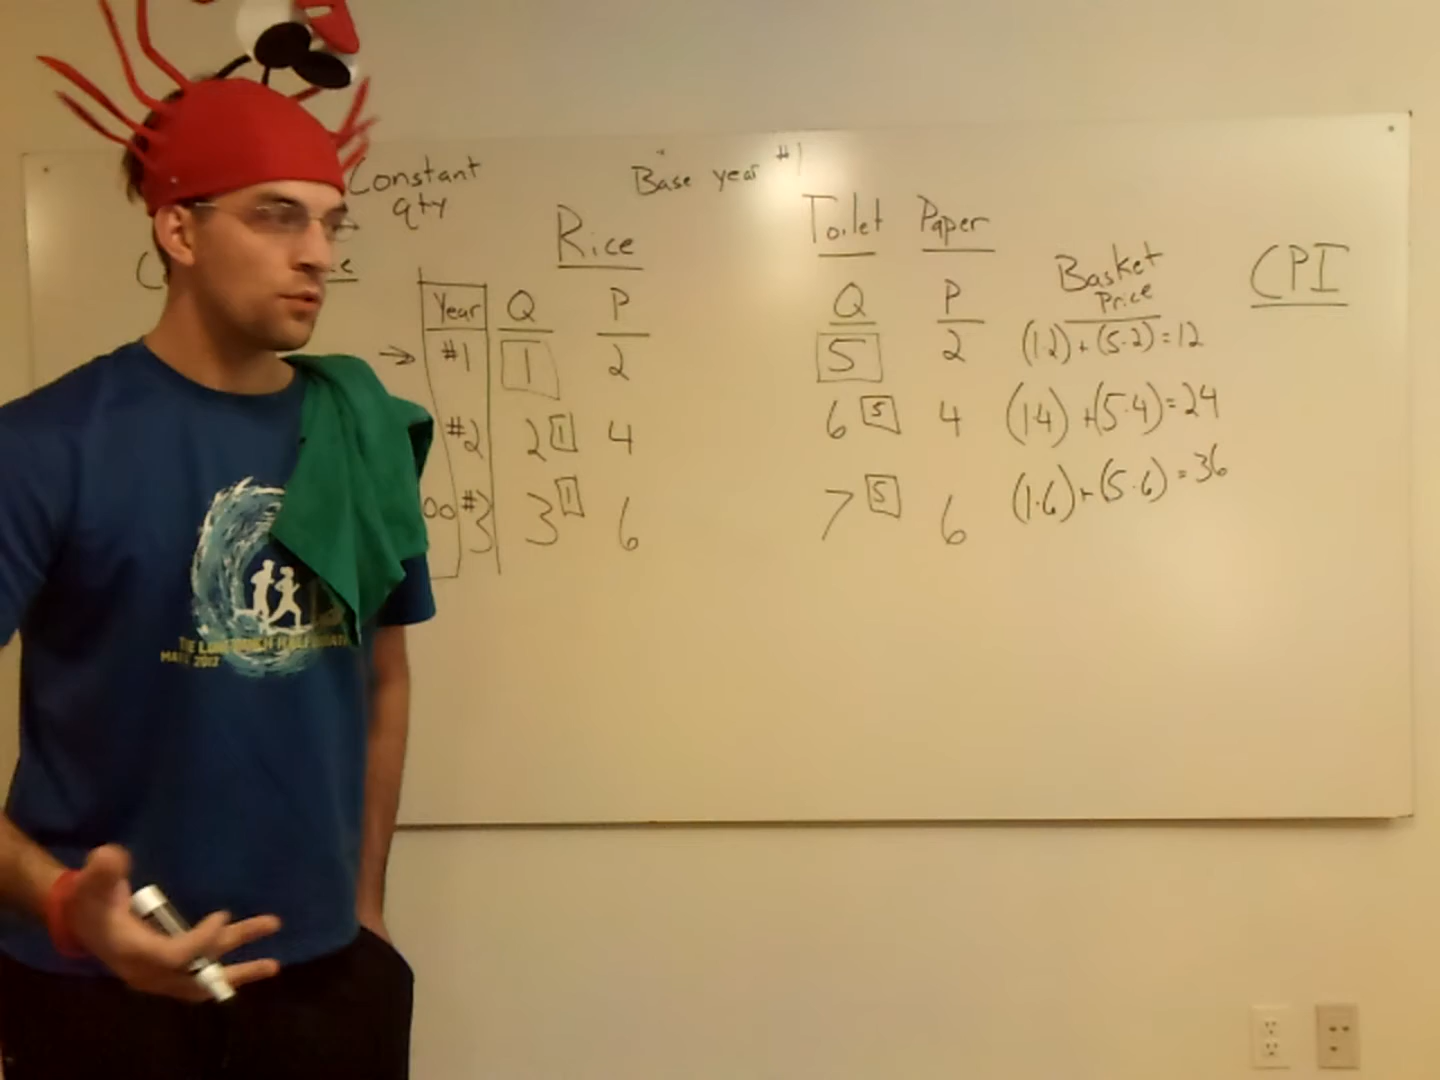 Constant
qty
Base year #1
Rice
Toilet Paper
Basket
Price
CPI
Year Q P Q P
#1 1 2 5 2 (1·2)+(5·2)=12
#2 2 1 4 6 5 4 (1·4)+(5·4)=24
#3 3 1 6 7 5 6 (1·6)+(5·6)=36
2012